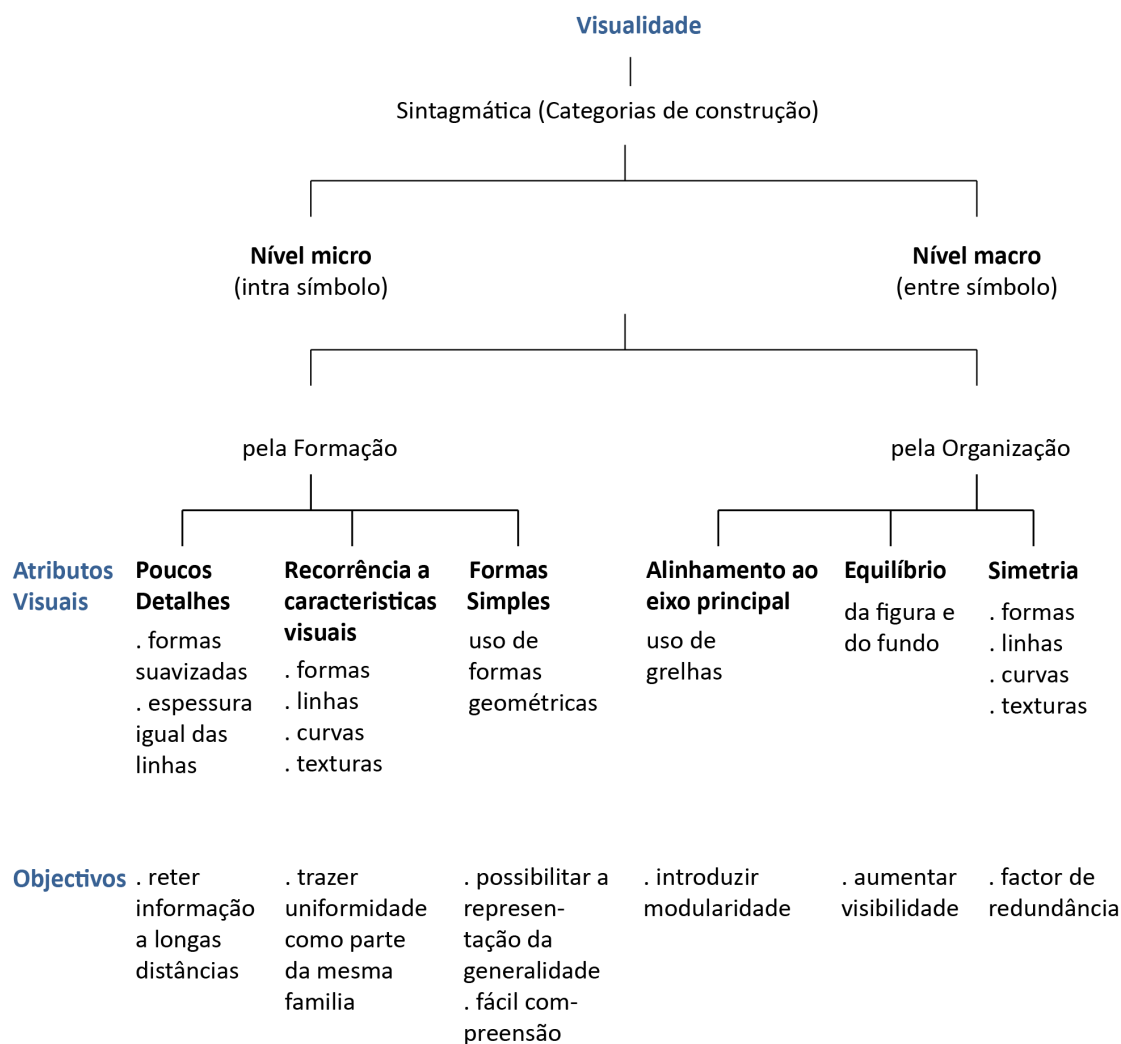 Visualidade
Sintagmática (Categorias de construção)
Nível micro
(intra símbolo)
Nível macro
(entre símbolo)
pela Formação
pela Organização
Atributos
Visuais
Poucos
Detalhes
. formas
suavizadas
. espessura
igual das
linhas
Recorrência a
caracteristicas
visuais
. formas
. linhas
. curvas
. texturas
Formas
Simples
uso de
formas
geométricas
Alinhamento ao
eixo principal
uso de
grelhas
Equilíbrio
da figura e
do fundo
Simetria
. formas
. linhas
. curvas
. texturas
Objectivos
. reter
informação
a longas
distâncias
. trazer
uniformidade
como parte
da mesma
familia
. possibilitar a
represen-
tação da
generalidade
. fácil com-
preensão
. introduzir
modularidade
. aumentar
visibilidade
. factor de
redundância